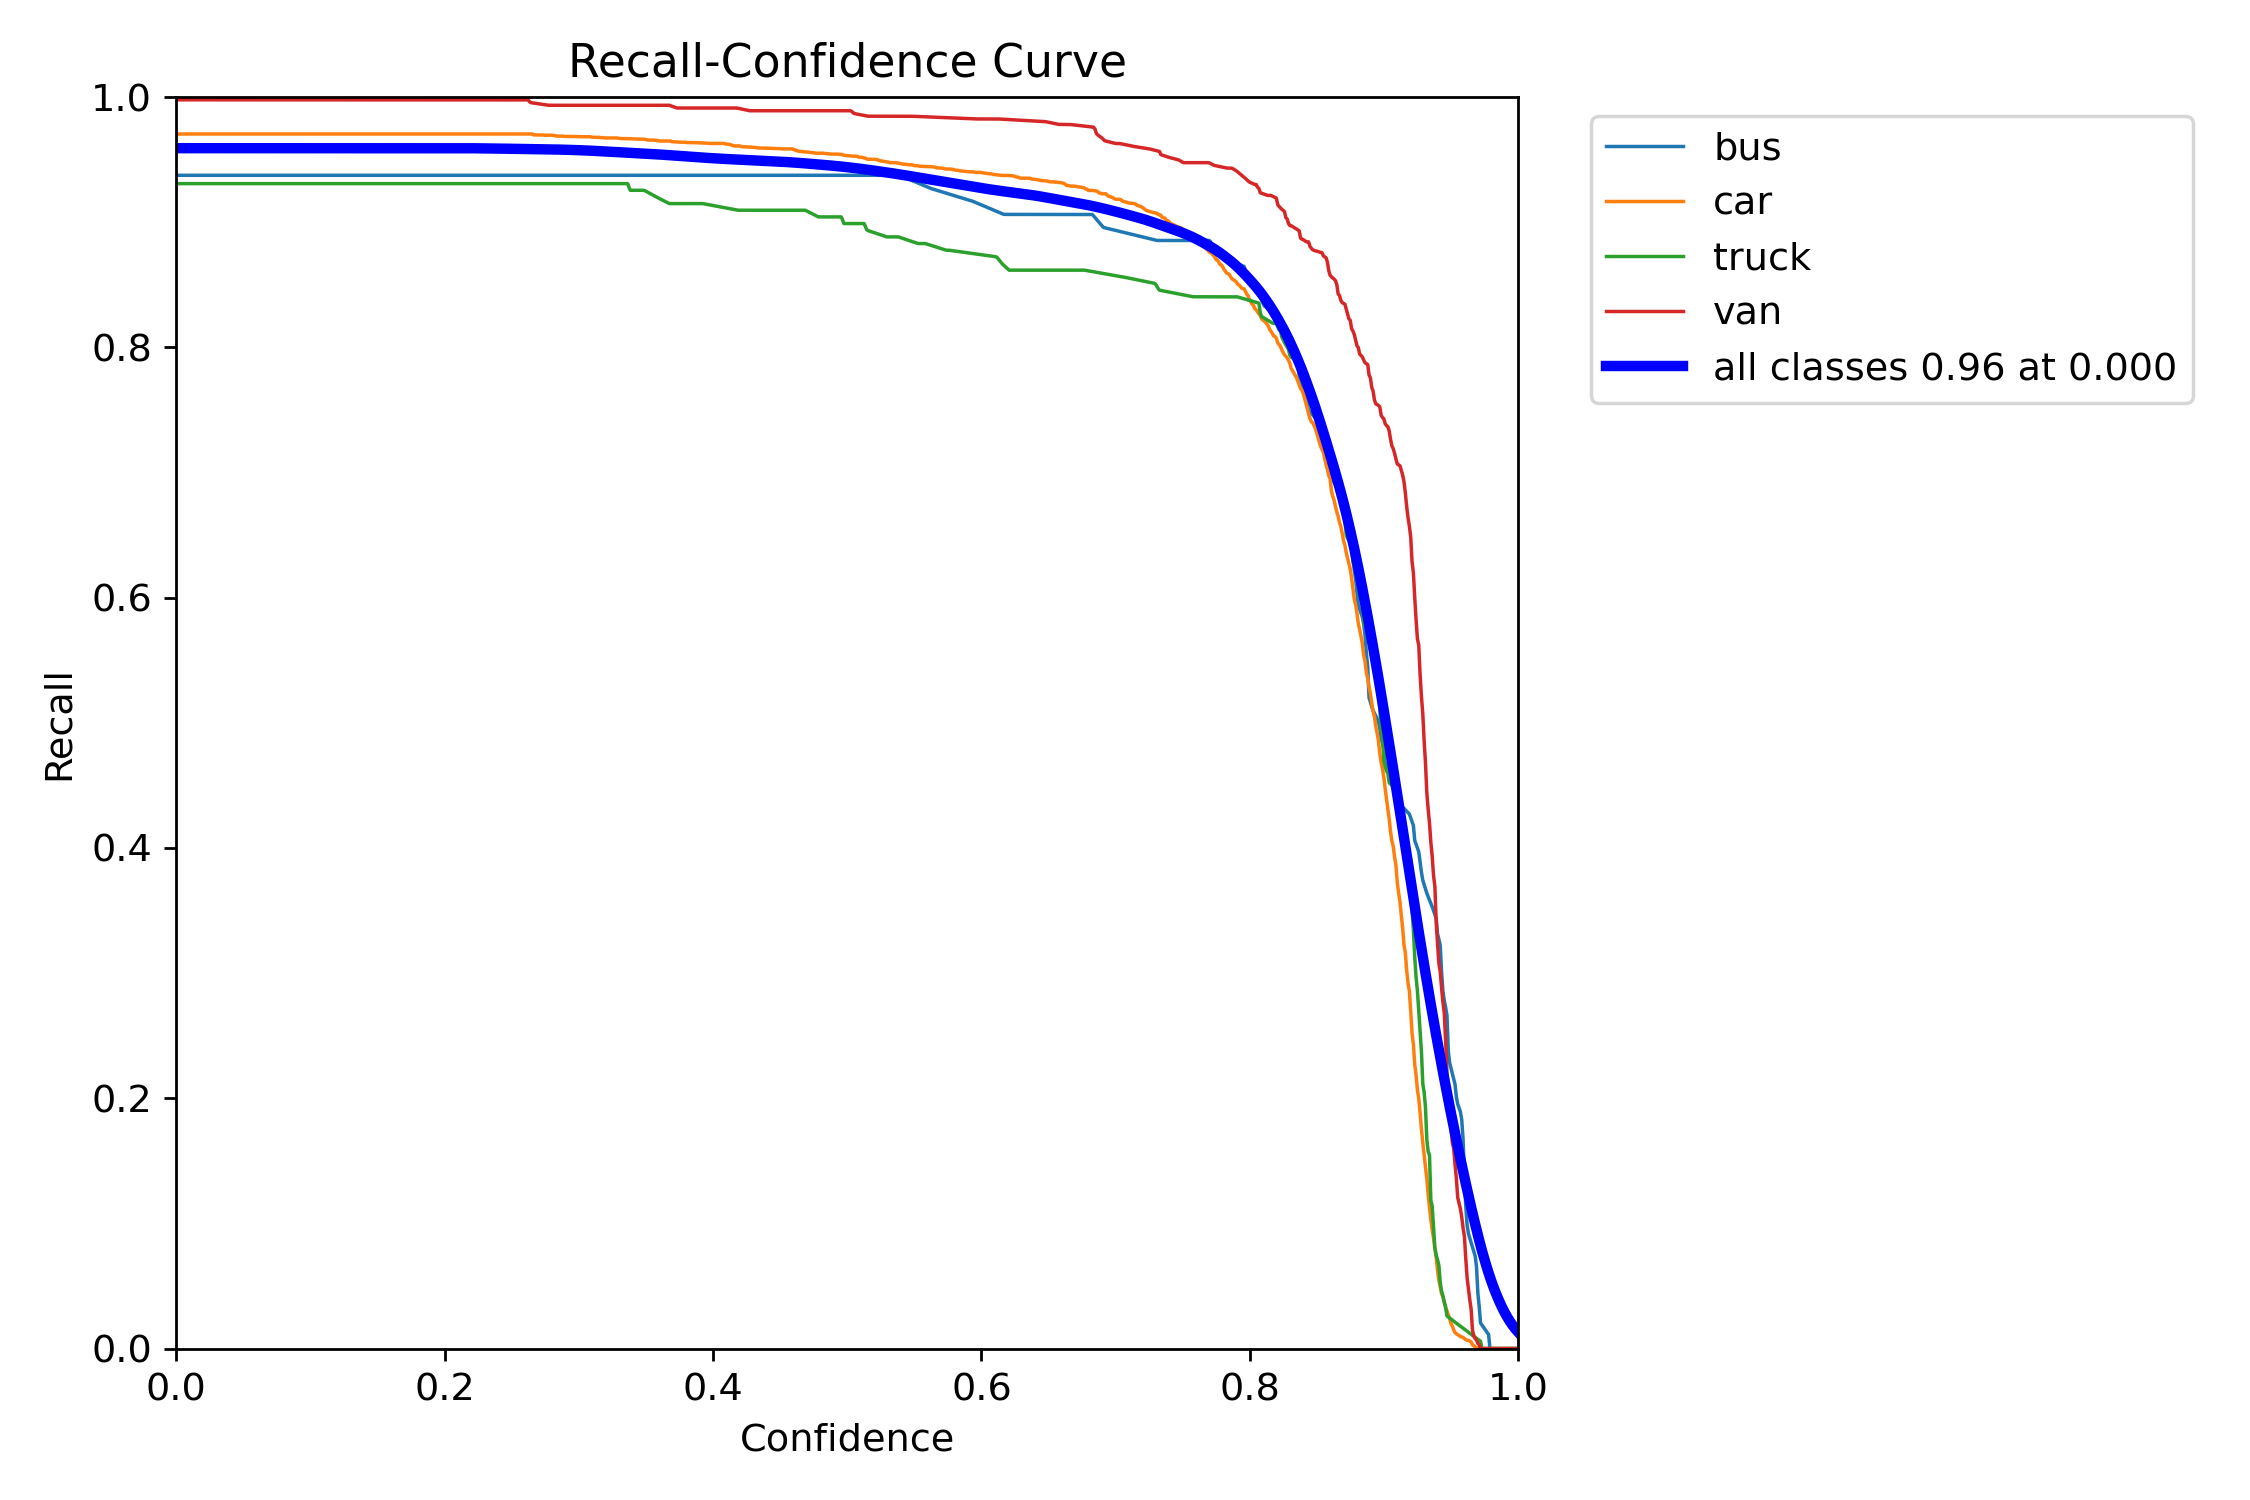 Recall-Confidence Curve
1.0
0.8
0.6
0.4
0.2
0.0
Recall
0.0 0.2 0.4 0.6 0.8 1.0
Confidence
bus
car
truck
van
all classes 0.96 at 0.000